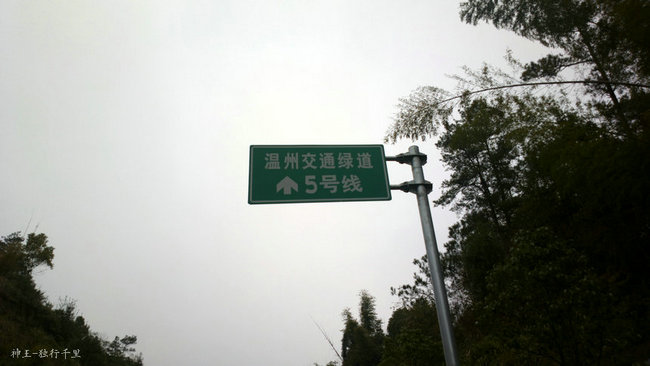 温州交通绿道
5号线
神王-独行千里